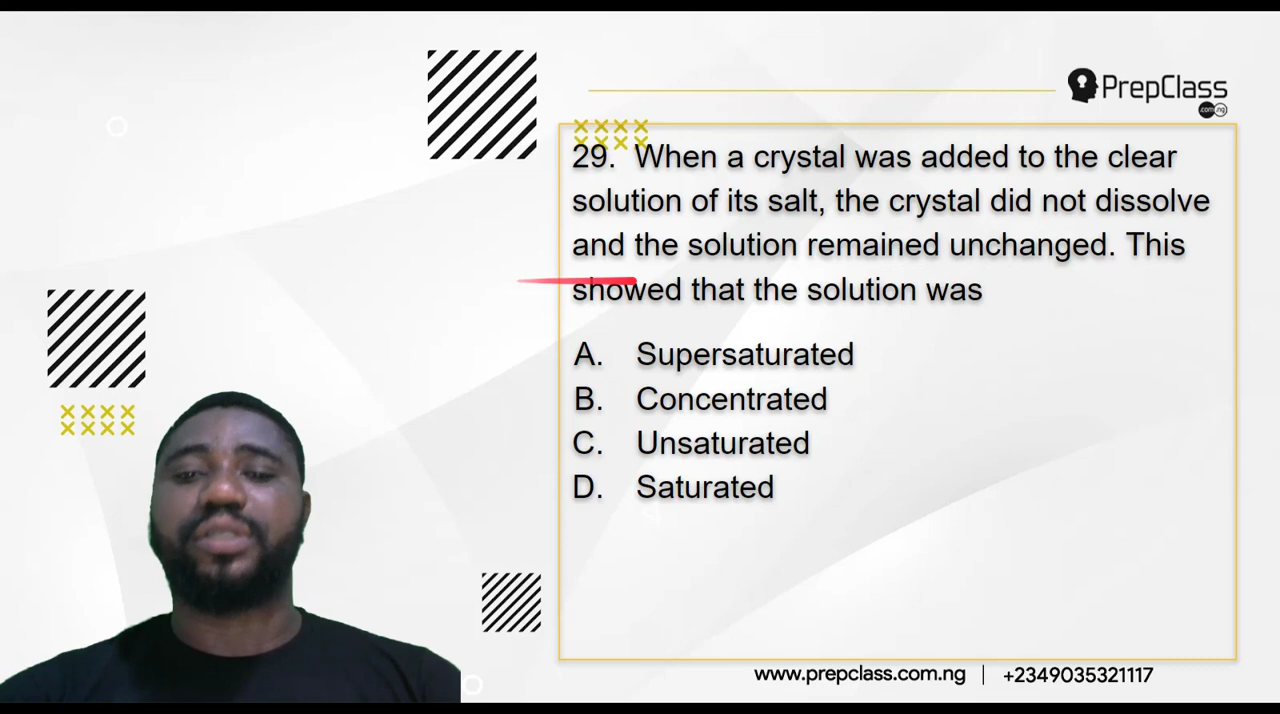 PrepClass
.com.ng
29. When a crystal was added to the clear
solution of its salt, the crystal did not dissolve
and the solution remained unchanged. This
showed that the solution was
A. Supersaturated
B. Concentrated
C. Unsaturated
D. Saturated
www.prepclass.com.ng | +2349035321117